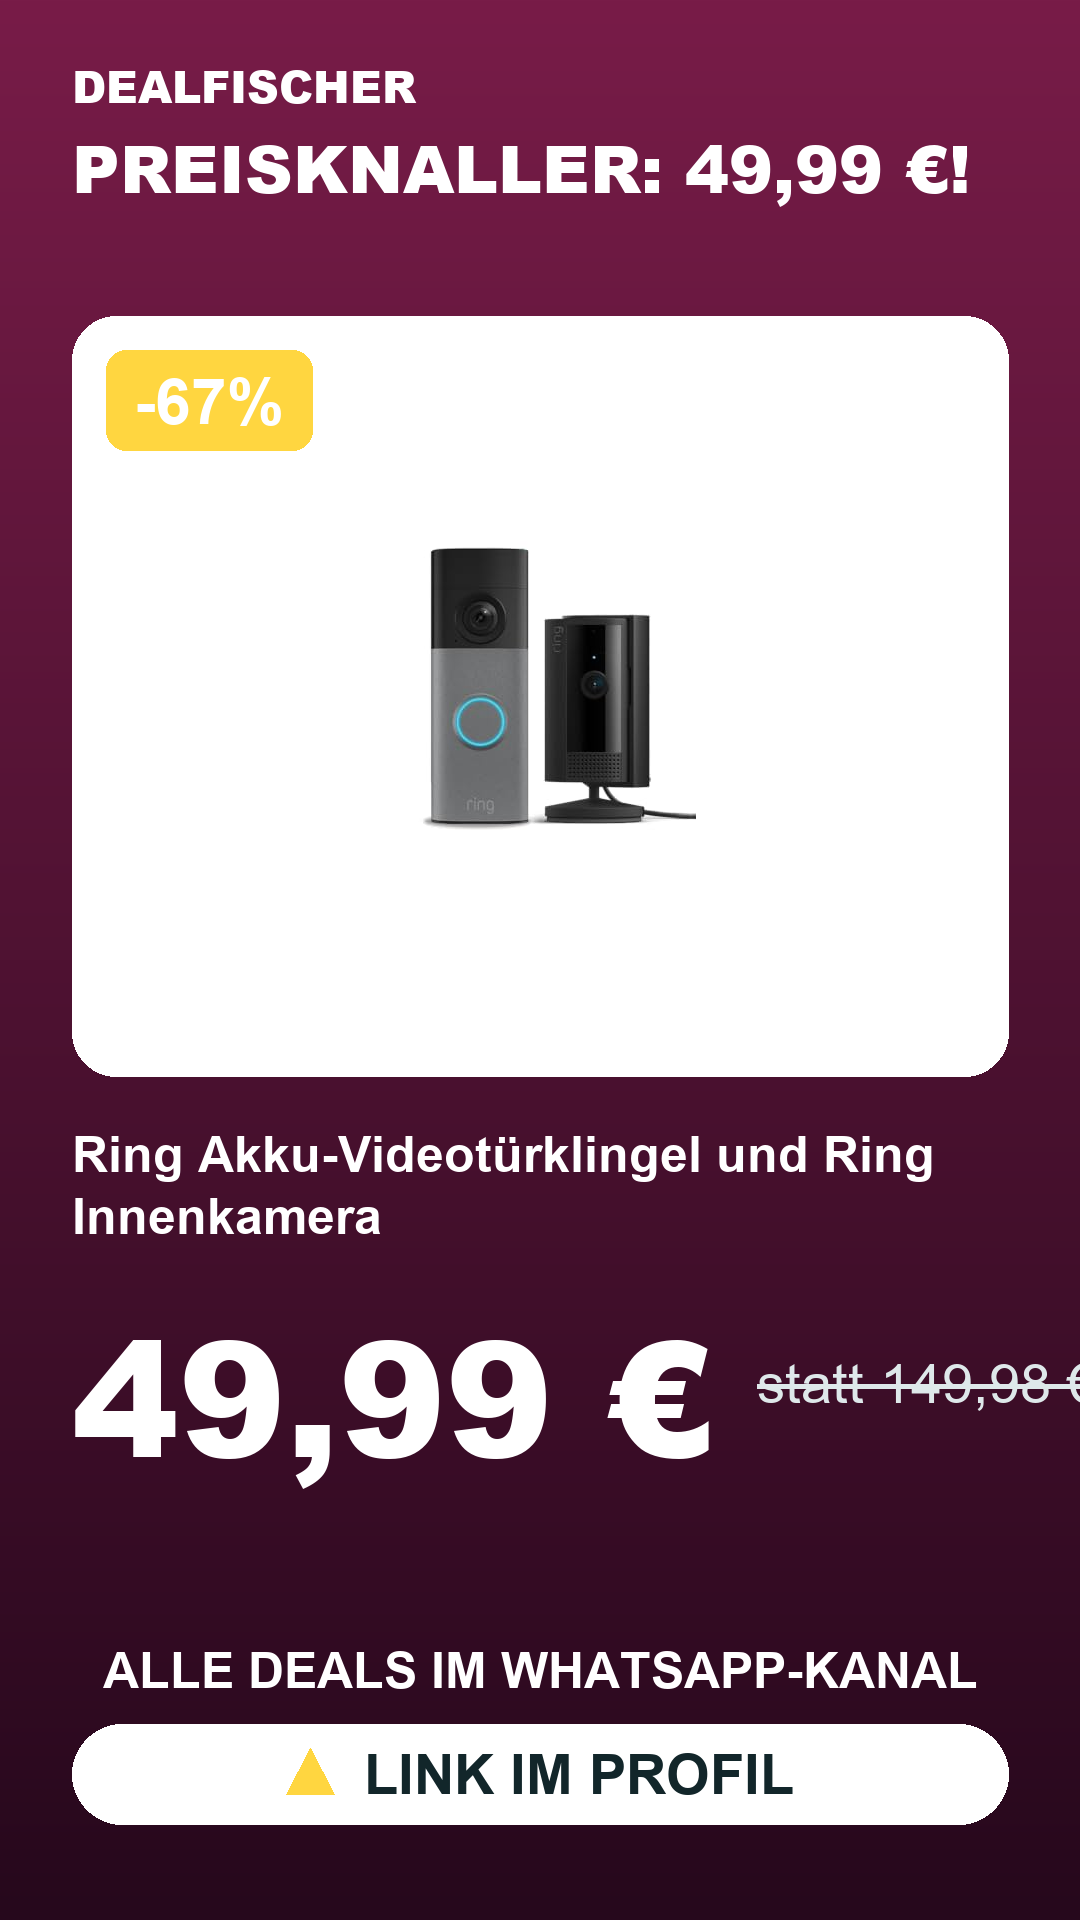 DEALFISCHER
PREISKNALLER: 49,99 €!
-67%
ring
ring
Ring Akku-Videotürklingel und Ring
Innenkamera
49,99 €
statt 149,98 €
ALLE DEALS IM WHATSAPP-KANAL
LINK IM PROFIL